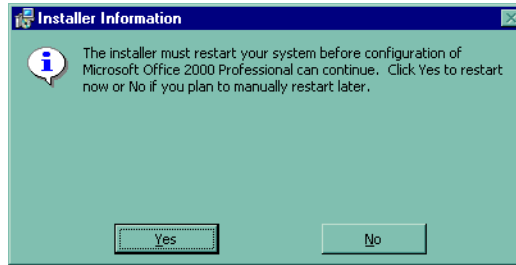 Installer Information
The installer must restart your system before configuration of
Microsoft Office 2000 Professional can continue.  Click Yes to restart
now or No if you plan to manually restart later.
Yes
No